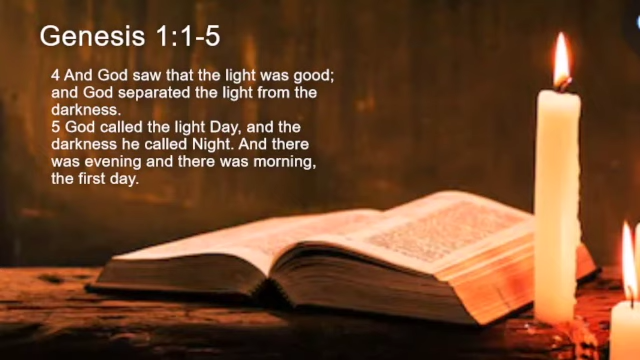 Genesis 1:1-5
4 And God saw that the light was good;
and God separated the light from the
darkness.
5 God called the light Day, and the
darkness he called Night. And there
was evening and there was morning,
the first day.